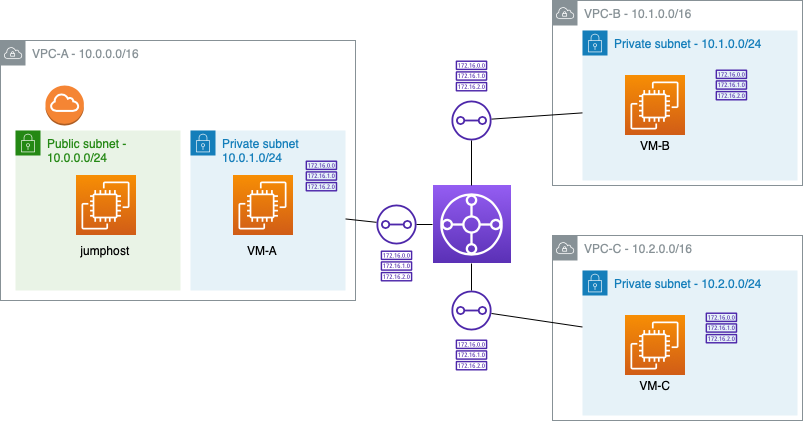 VPC-A - 10.0.0.0/16
Public subnet -
10.0.0.0/24
jumphost
Private subnet
10.0.1.0/24
172.16.0.0
172.16.1.0
172.16.2.0
VM-A
172.16.0.0
172.16.1.0
172.16.2.0
172.16.0.0
172.16.1.0
172.16.2.0
172.16.0.0
172.16.1.0
172.16.2.0
VPC-B - 10.1.0.0/16
Private subnet - 10.1.0.0/24
172.16.0.0
172.16.1.0
172.16.2.0
VM-B
VPC-C - 10.2.0.0/16
Private subnet - 10.2.0.0/24
172.16.0.0
172.16.1.0
172.16.2.0
VM-C